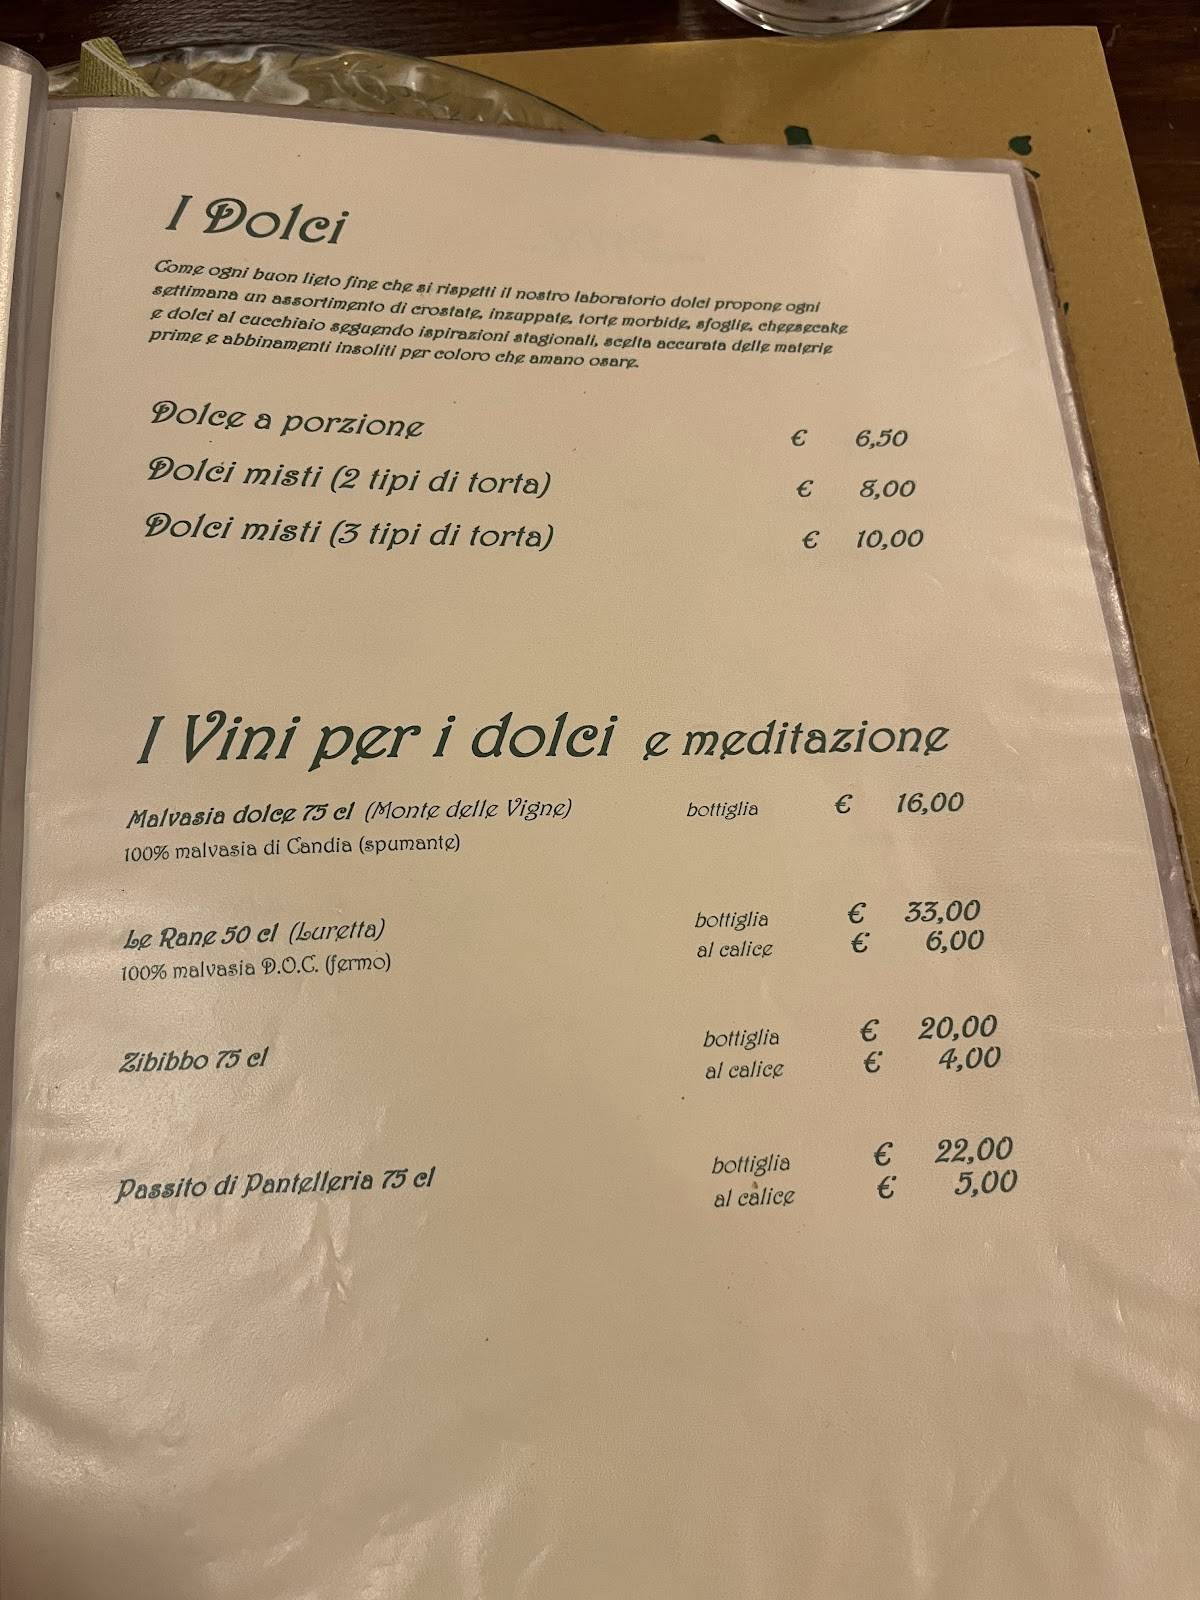 I Dolci
Come ogni buon lieto fine che si rispetti il nostro laboratorio dolci propone ogni
settimana un assortimento di crostate, inzuppate, torte morbide, sfoglie, cheesecake
e dolci al cucchiaio seguendo ispirazioni stagionali, scelta accurata delle materie
prime e abbinamenti insoliti per coloro che amano osare.
Dolce a porzione € 6,50
Dolci misti (2 tipi di torta) € 8,00
Dolci misti (3 tipi di torta) € 10,00
I Vini per i dolci e meditazione
Malvasia dolce 75 cl (Monte delle Vigne) bottiglia € 16,00
100% malvasia di Candia (spumante)
Le Rane 50 cl (Luretta) bottiglia € 33,00
al calice € 6,00
100% malvasia D.O.C. (fermo)
Zibibbo 75 cl bottiglia € 20,00
al calice € 4,00
Passito di Pantelleria 75 cl bottiglia € 22,00
al calice € 5,00